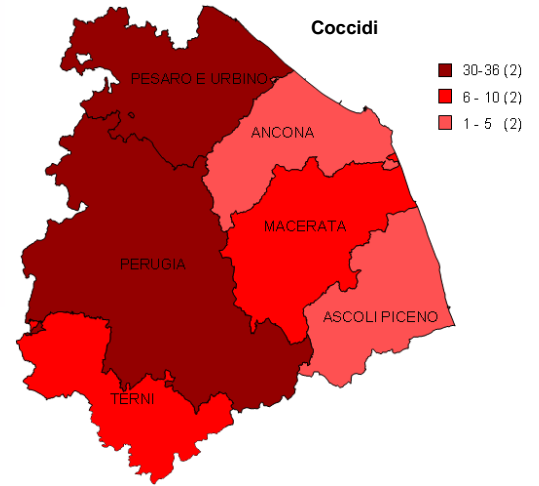 Coccidi
30-36 (2)
6 - 10 (2)
1 - 5 (2)
PESARO E URBINO
ANCONA
MACERATA
PERUGIA
ASCOLI PICENO
TERNI